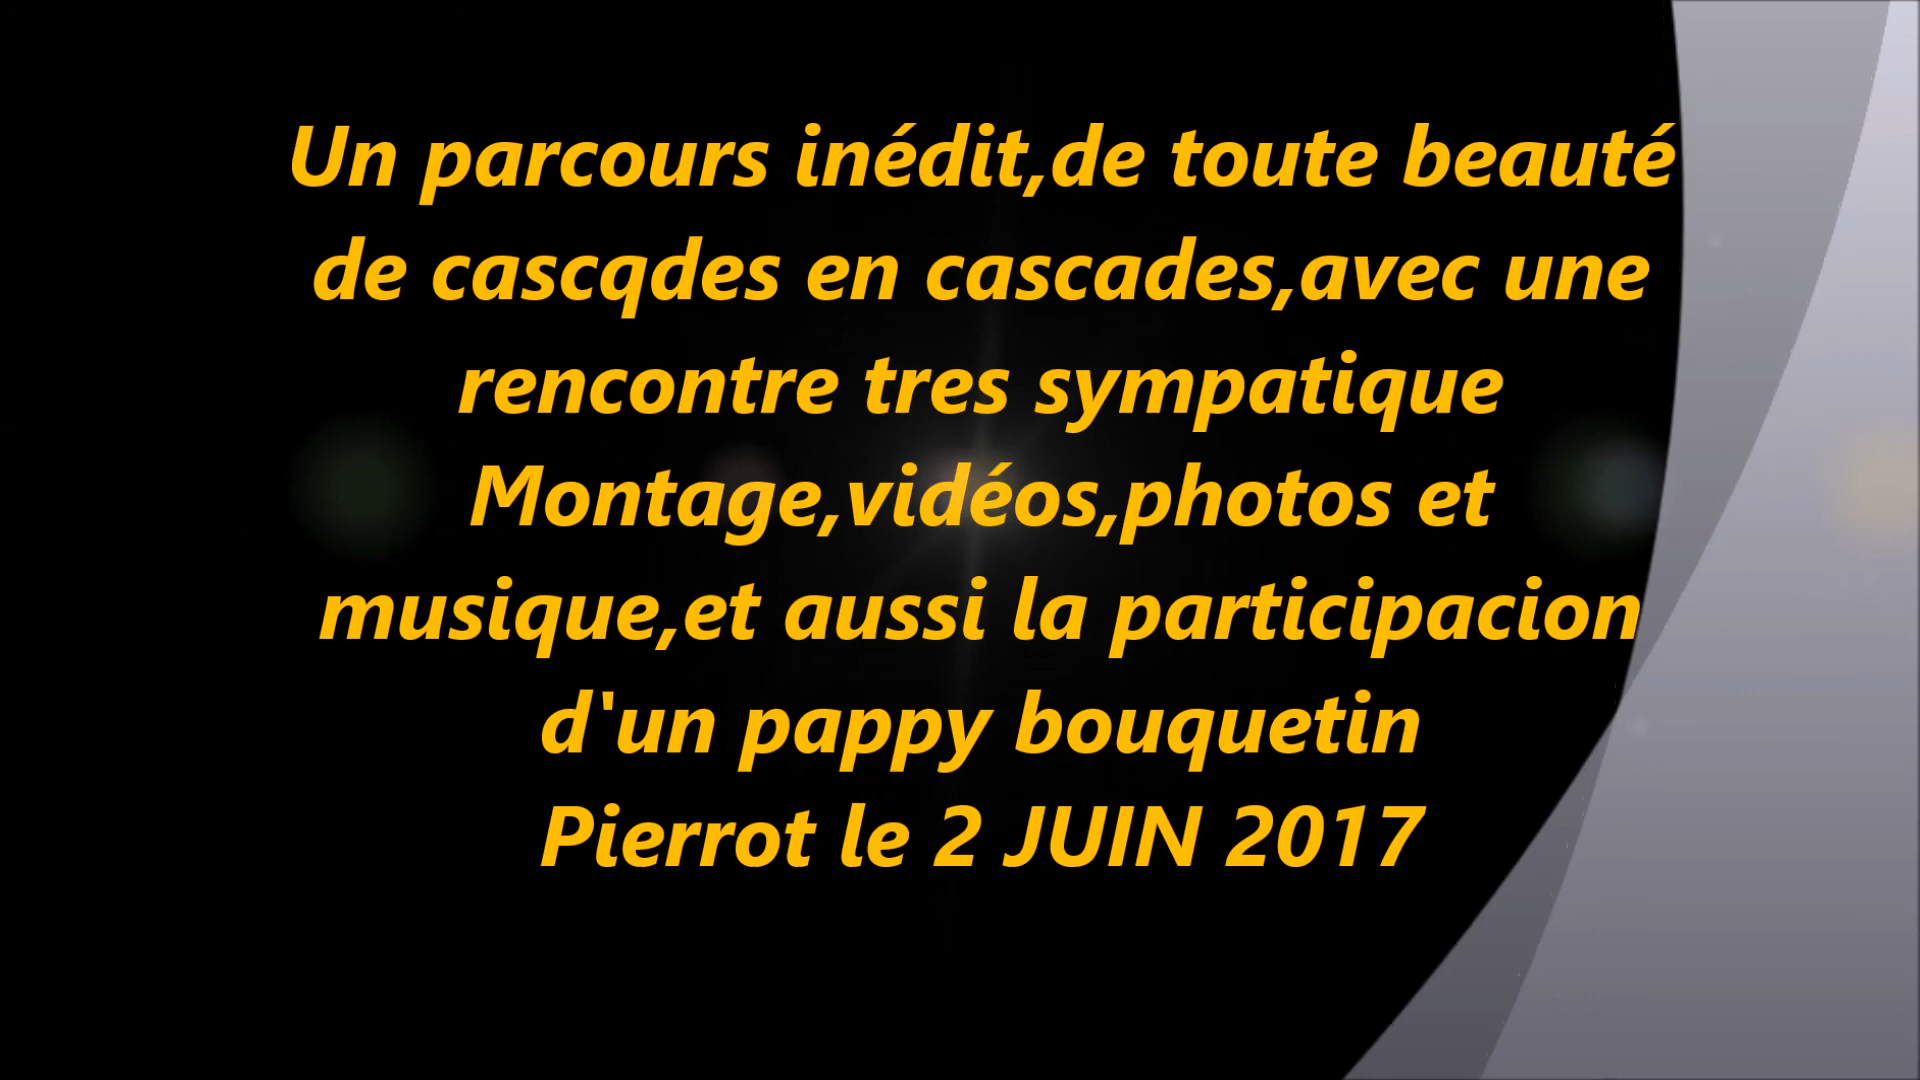 Un parcours inédit,de toute beauté
de cascqdes en cascades,avec une
rencontre tres sympatique
Montage,vidéos,photos et
musique,et aussi la participacion
d'un pappy bouquetin
Pierrot le 2 JUIN 2017